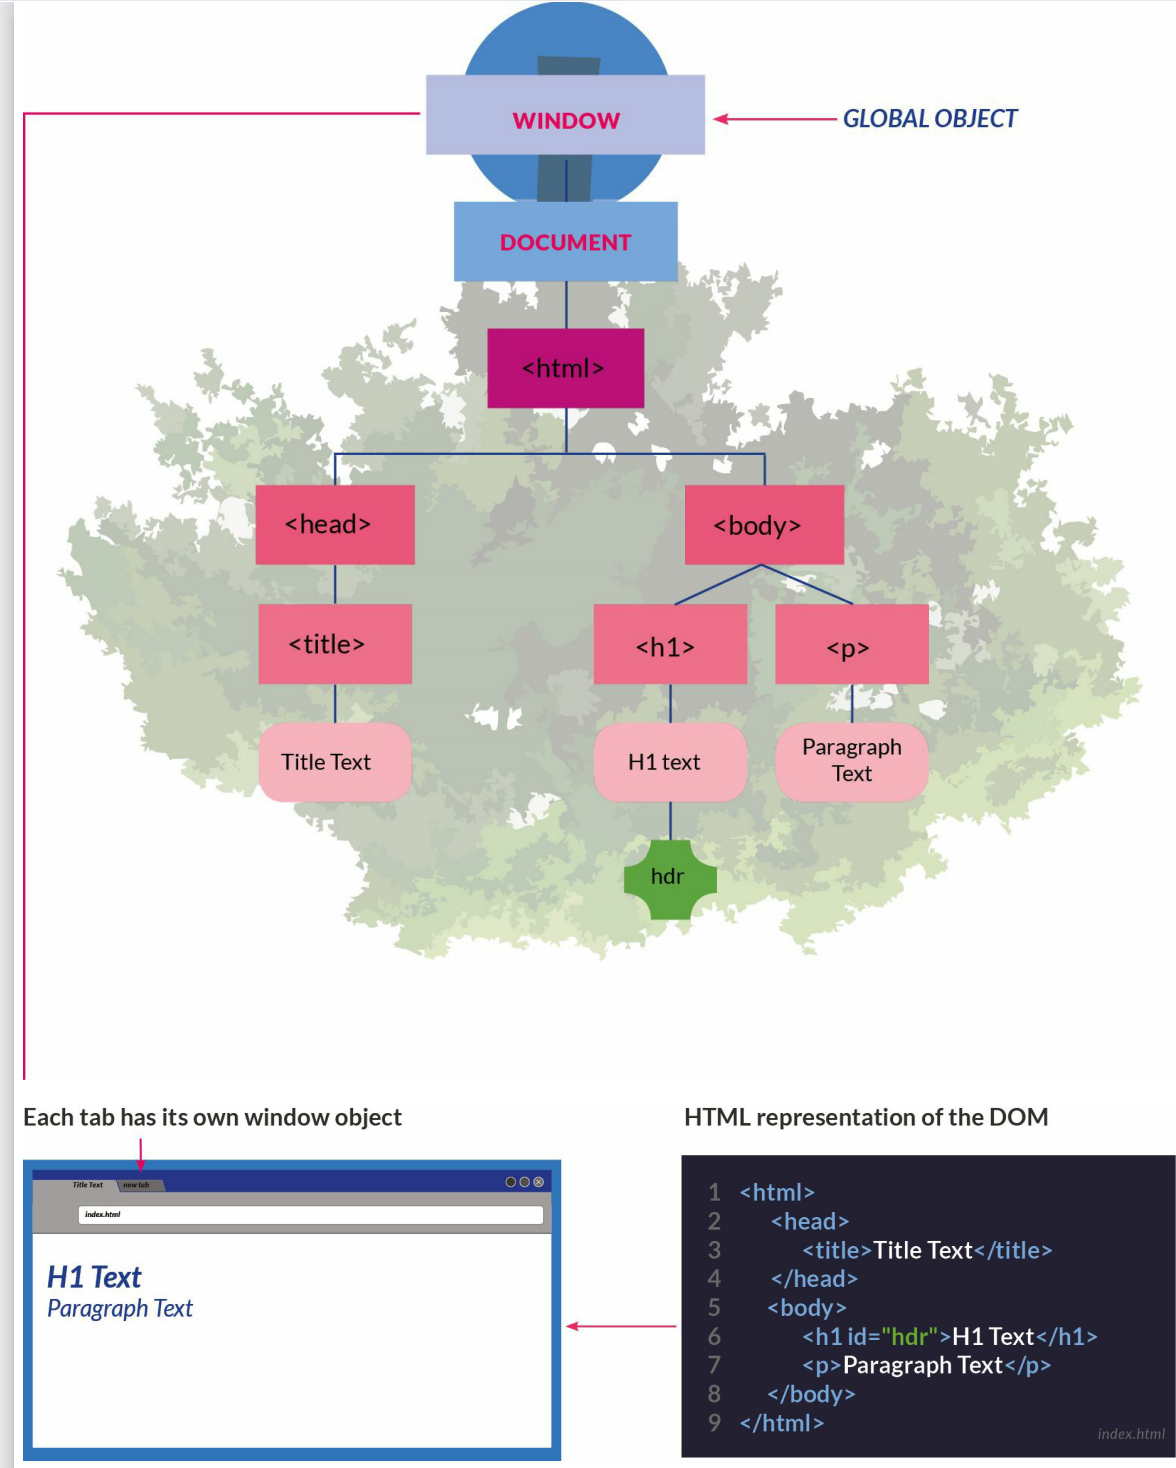 WINDOW
GLOBAL OBJECT
DOCUMENT
<html>
<head>
<body>
<title>
<h1>
<p>
Title Text
H1 text
Paragraph
Text
hdr
Each tab has its own window object
Title Text
new tab
index.html
H1 Text
Paragraph Text
HTML representation of the DOM
1 <html>
2 <head>
3 <title>Title Text</title>
4 </head>
5 <body>
6 <h1 id="hdr">H1 Text</h1>
7 <p>Paragraph Text</p>
8 </body>
9 </html>
index.html